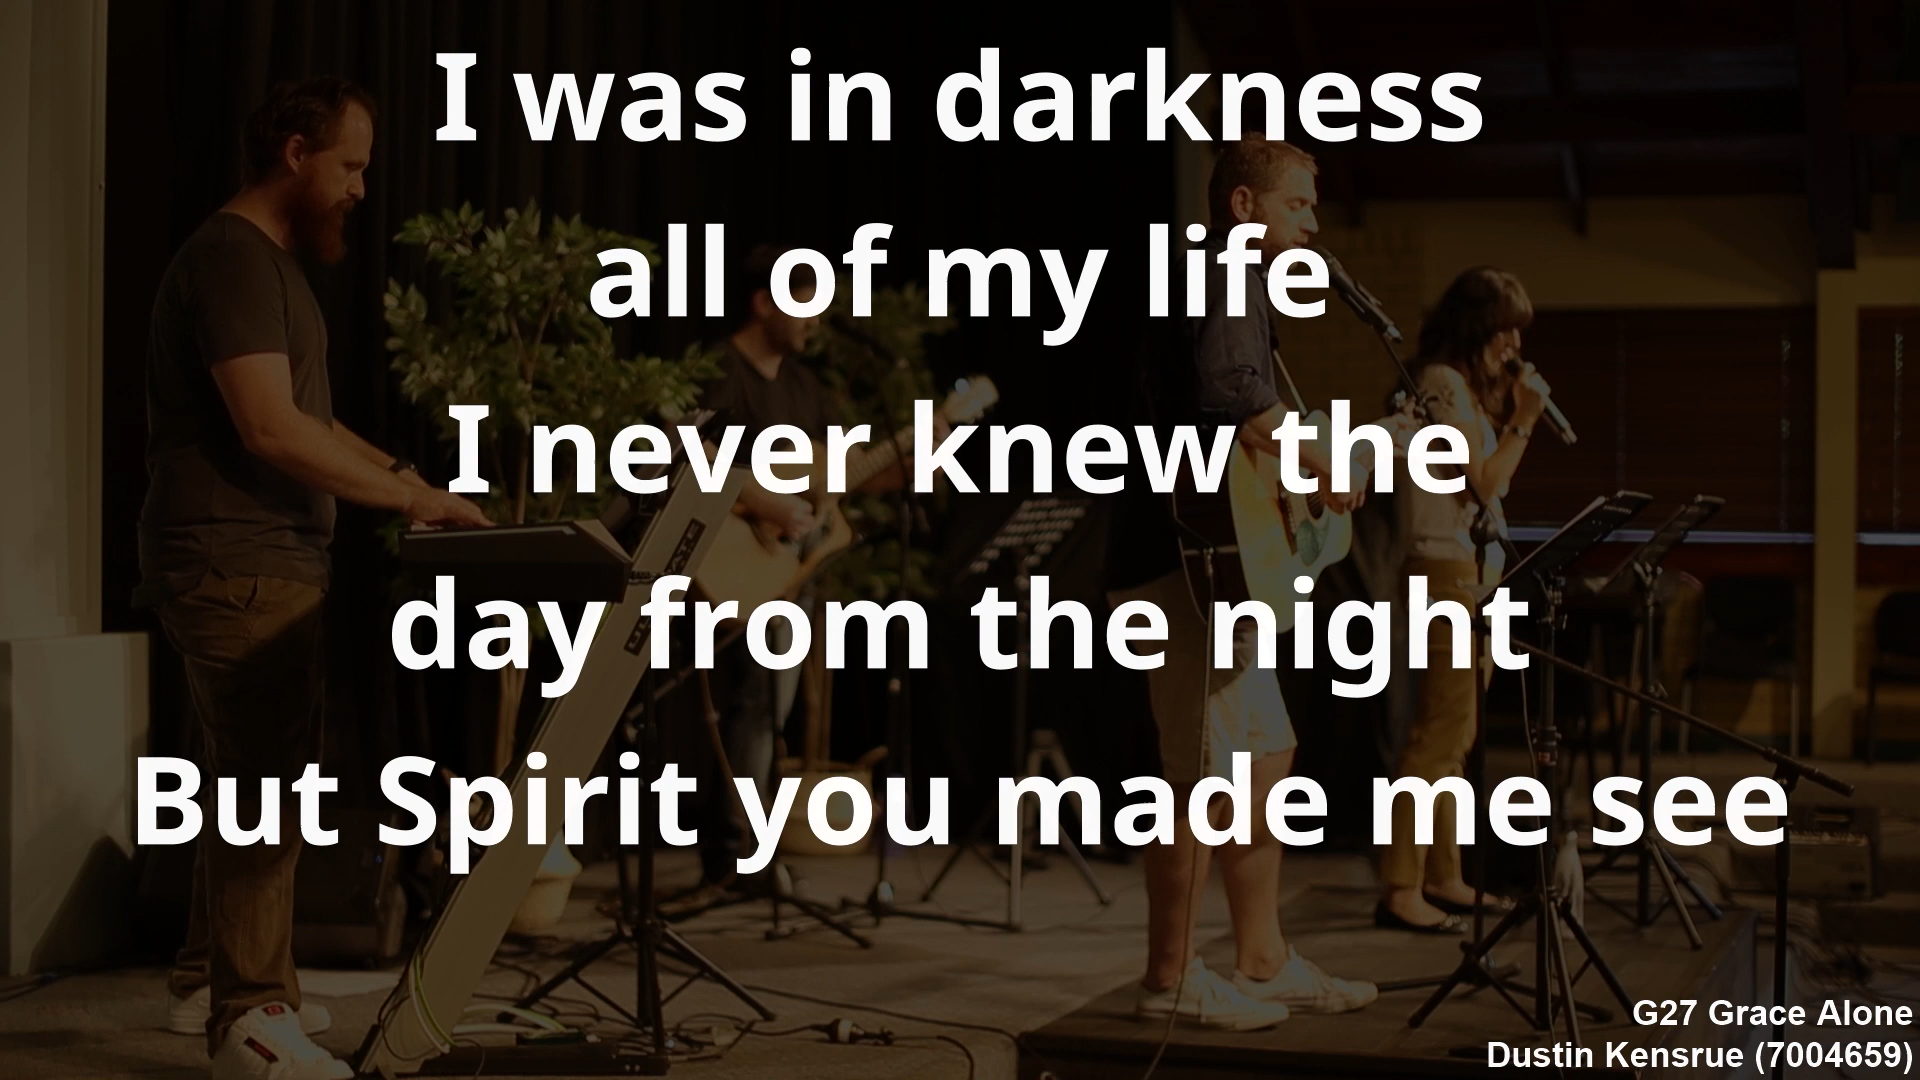 I was in darkness
all of my life
I never knew the
day from the night
But Spirit you made me see
G27 Grace Alone
Dustin Kensrue (7004659)